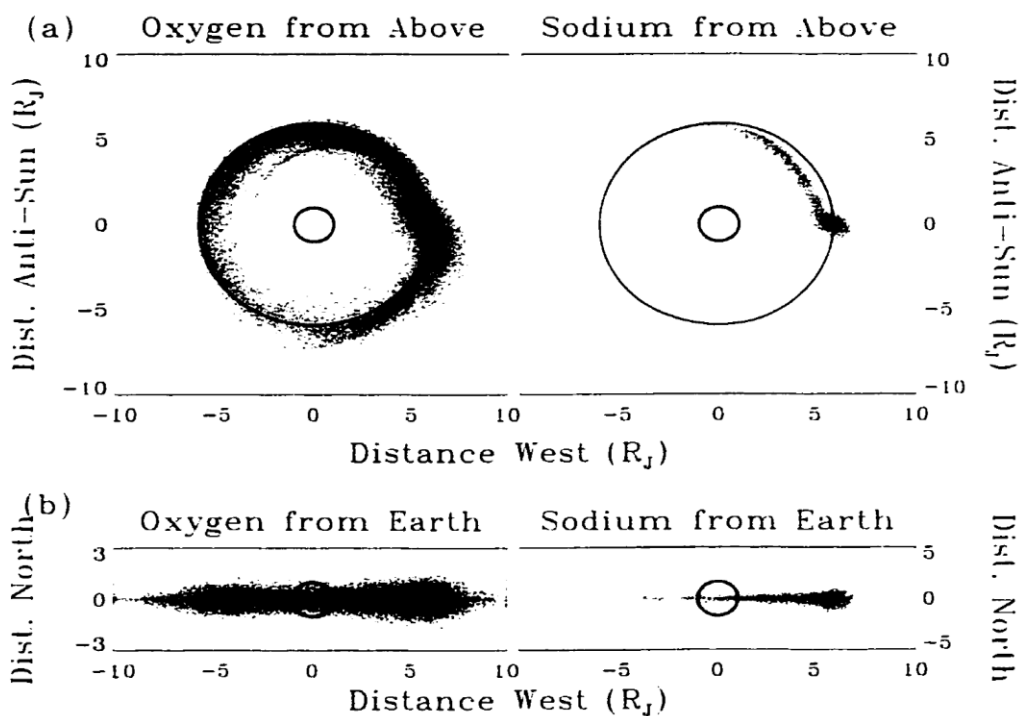 (a) Oxygen from Above Sodium from Above
10 10
5 5
0 0
-5 -5
-10 -10
Dist. Anti-Sun (RJ)
Dist. Anti-Sun (RJ)
-10 -5 0 5 10 -5 0 5 10
Distance West (RJ)
(b) Oxygen from Earth Sodium from Earth
3 5
0 0
-3 -5
Dist. North
Dist. North
-10 -5 0 5 10 -5 0 5 10
Distance West (RJ)